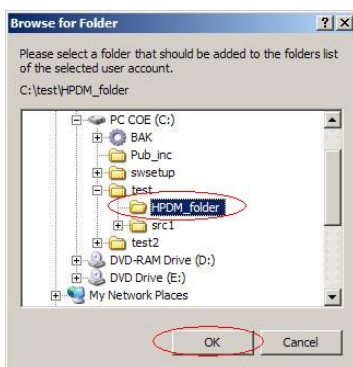 Browse for Folder
Please select a folder that should be added to the folders list
of the selected user account.
C:\test\HPDM_folder
PC COE (C:)
BAK
Pub_inc
swsetup
test
HPDM_folder
src1
test2
DVD-RAM Drive (D:)
DVD Drive (E:)
My Network Places
OK Cancel